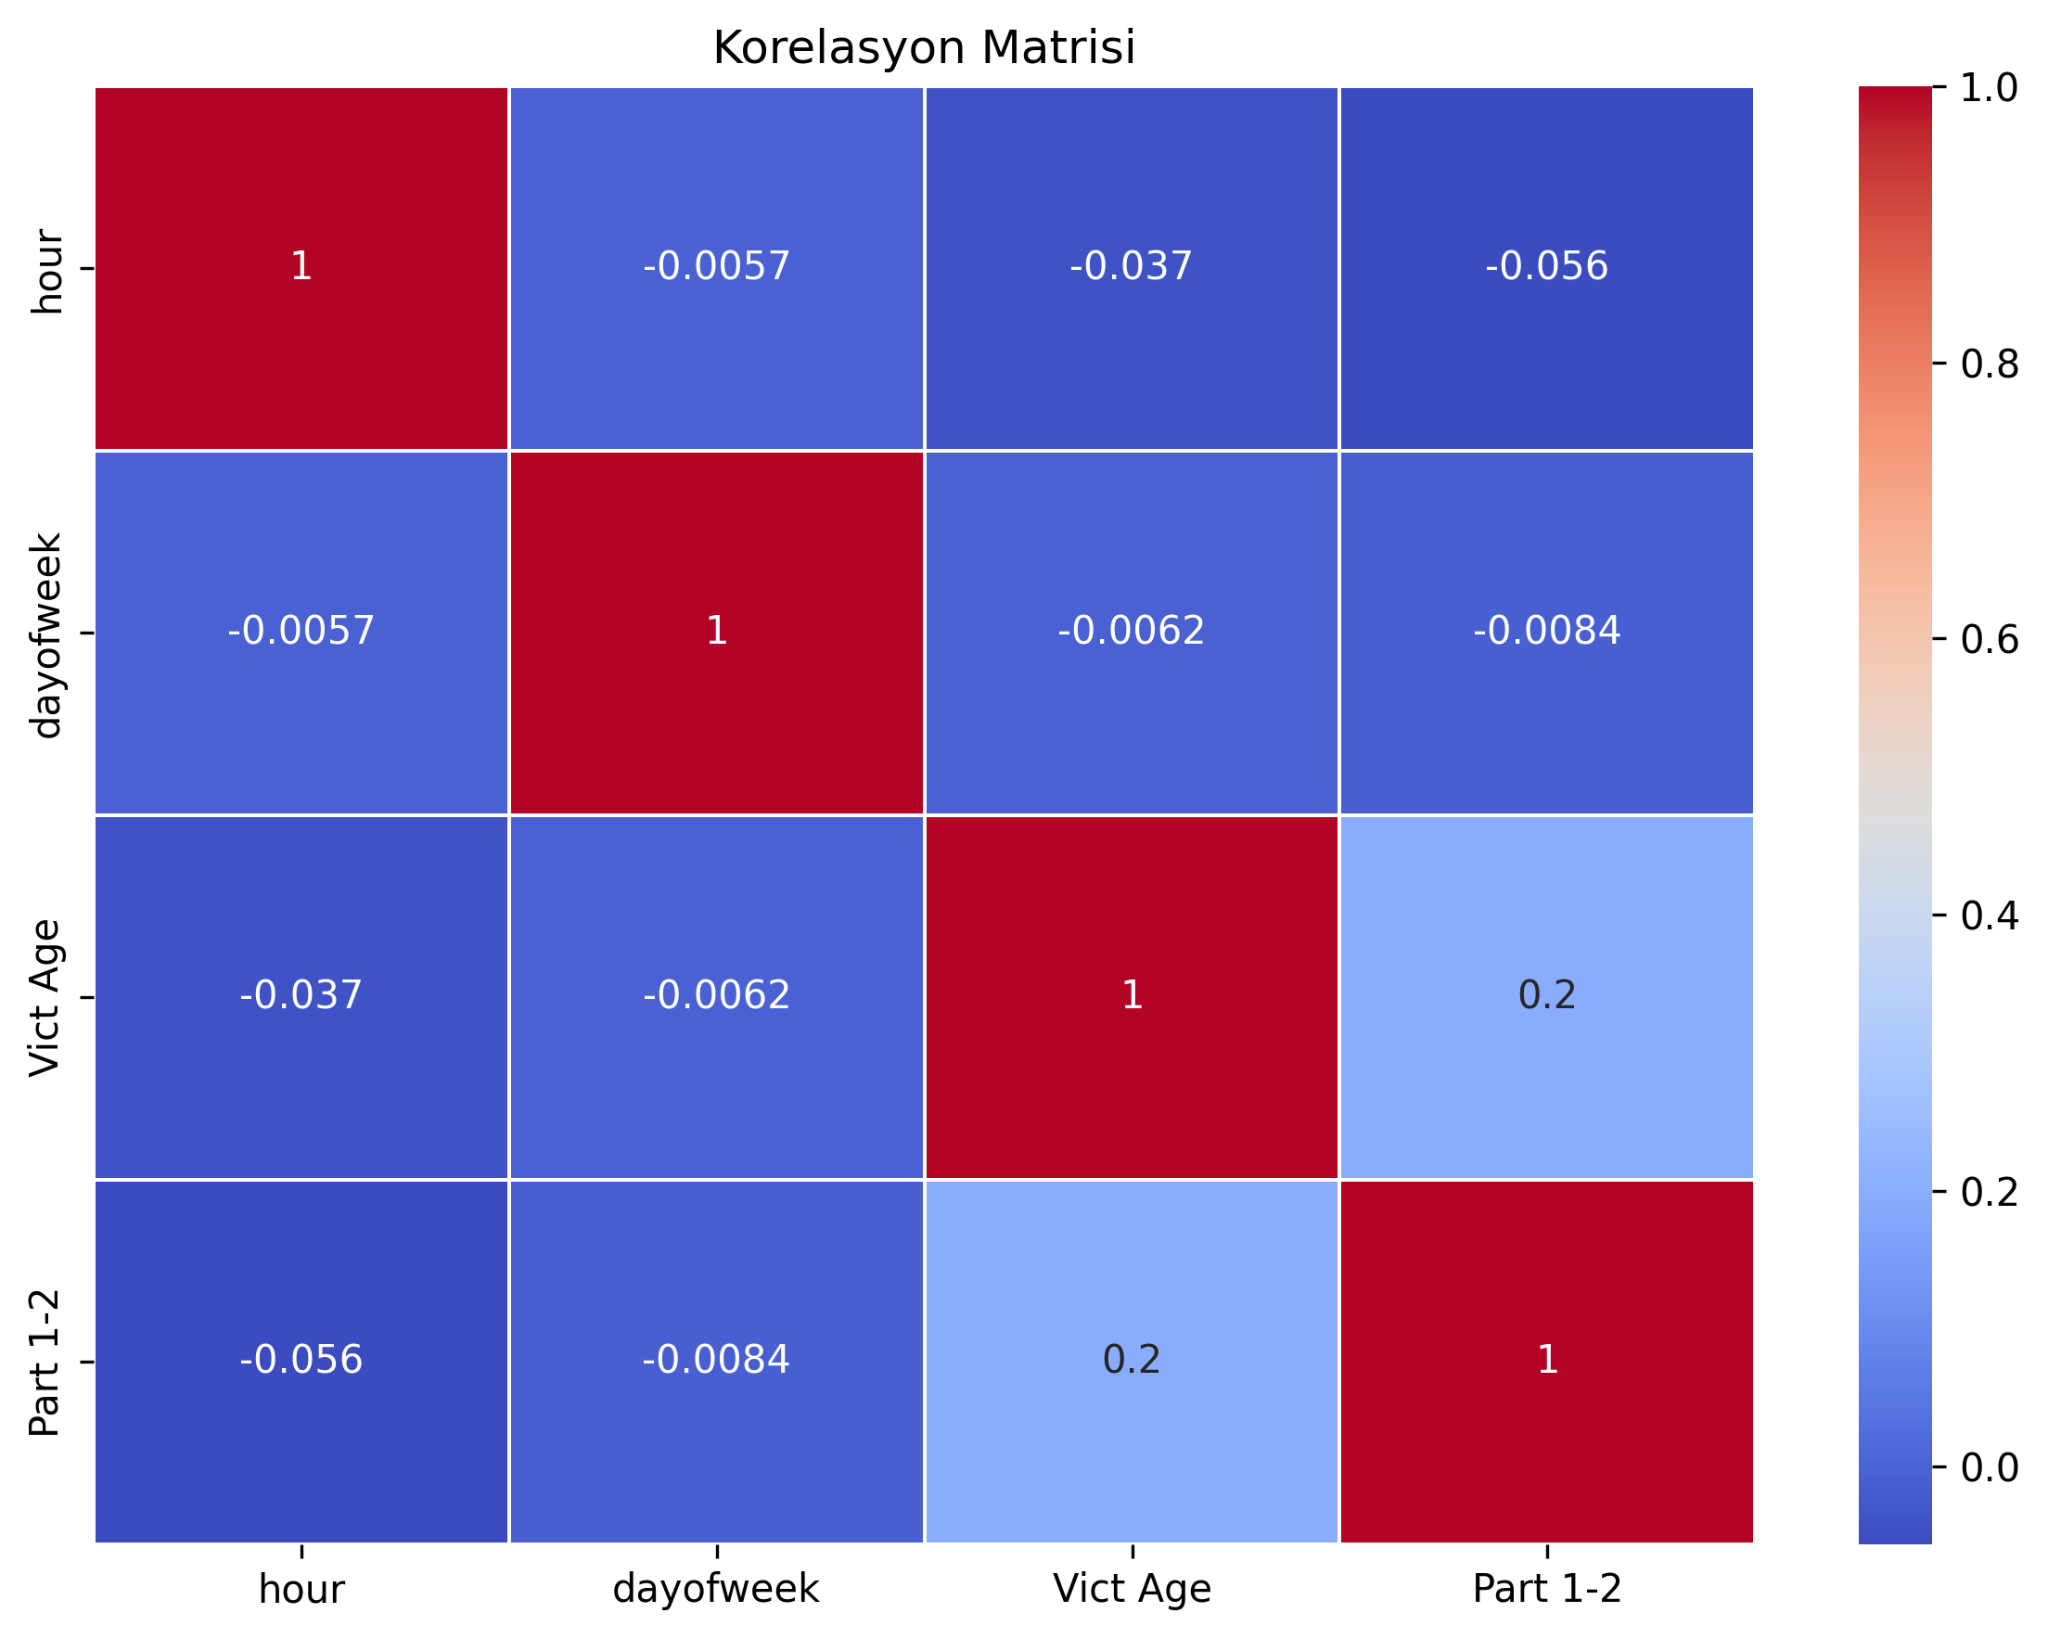 Korelasyon Matrisi
hour
1
-0.0057
-0.037
-0.056
dayofweek
-0.0057
1
-0.0062
-0.0084
Vict Age
-0.037
-0.0062
1
0.2
Part 1-2
-0.056
-0.0084
0.2
1
hour
dayofweek
Vict Age
Part 1-2
1.0
0.8
0.6
0.4
0.2
0.0